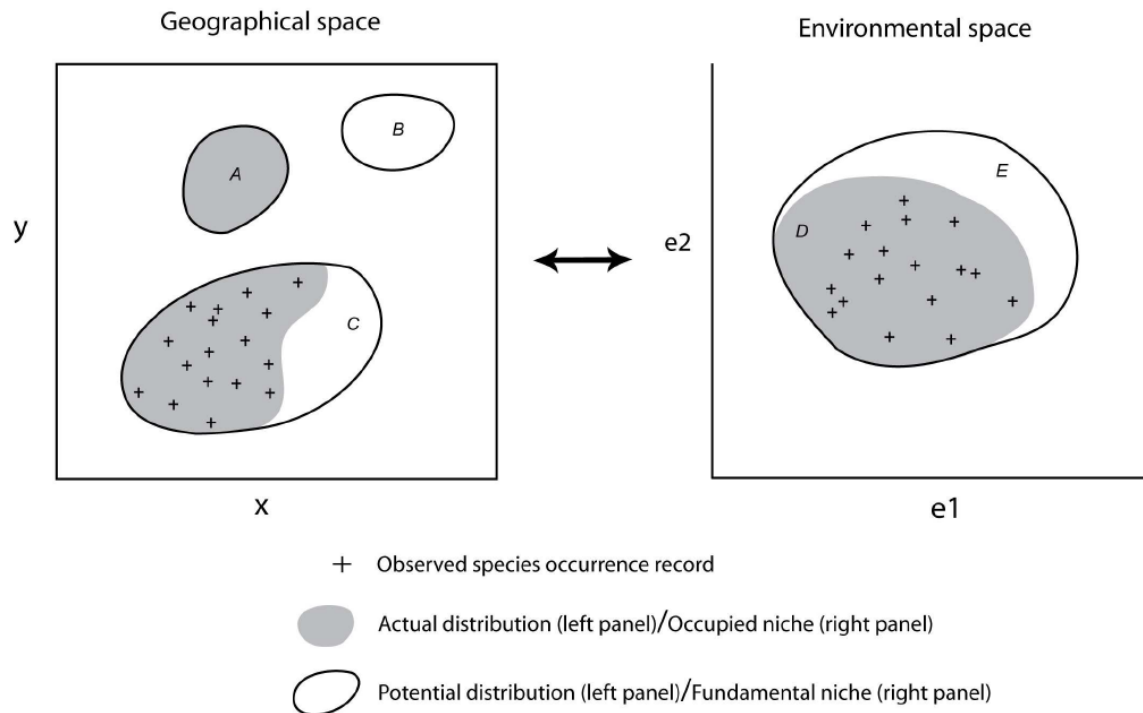 Geographical space
Environmental space
A
B
C
y
x
D
E
e2
e1
+ Observed species occurrence record
Actual distribution (left panel)/Occupied niche (right panel)
Potential distribution (left panel)/Fundamental niche (right panel)